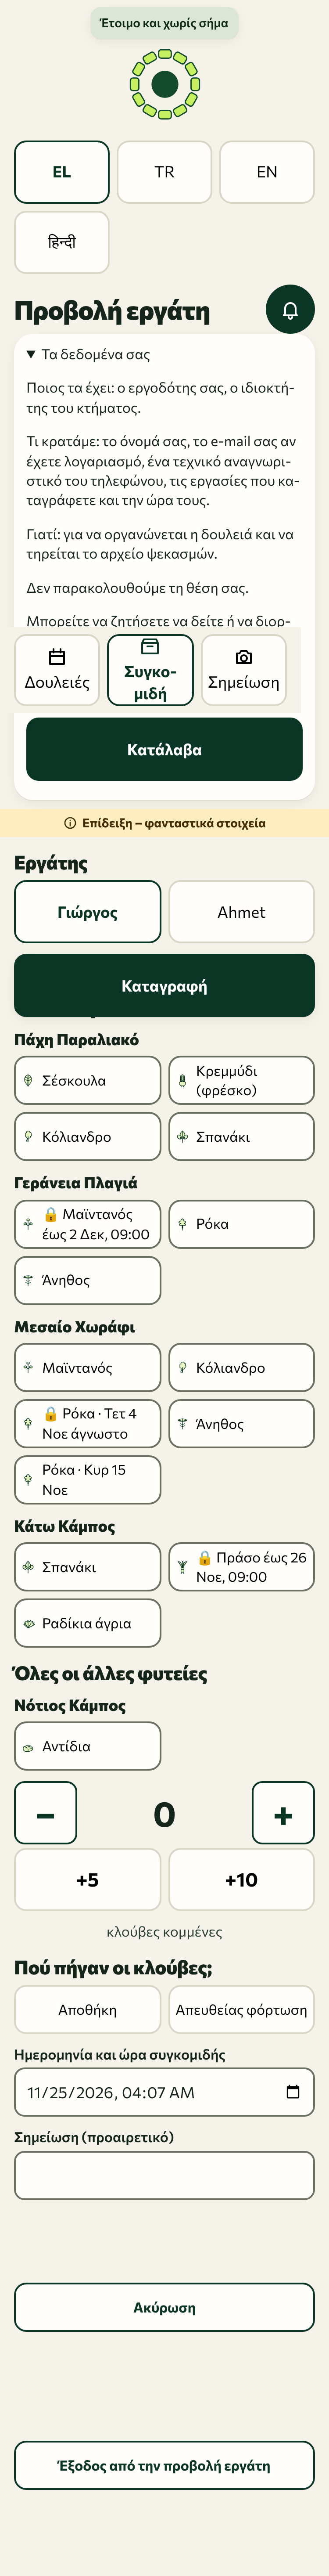 Έτοιμο και χωρίς σήμα
EL
TR
EN
हिन्दी
Προβολή εργάτη
▼ Τα δεδομένα σας
Ποιος τα έχει: ο εργοδότης σας, ο ιδιοκτή-
της του κτήματος.
Τι κρατάμε: το όνομά σας, το e-mail σας αν
έχετε λογαριασμό, ένα τεχνικό αναγνωρι-
στικό του τηλεφώνου, τις εργασίες που κα-
ταγράφετε και την ώρα τους.
Γιατί: για να οργανώνεται η δουλειά και να
τηρείται το αρχείο ψεκασμών.
Δεν παρακολουθούμε τη θέση σας.
Μπορείτε να ζητήσετε να δείτε ή να διορ-
Δουλειές
Συγκο-
μιδή
Σημείωση
Κατάλαβα
Επίδειξη – φανταστικά στοιχεία
Εργάτης
Γιώργος
Ahmet
Καταγραφή
Πάχη Παραλιακό
Σέσκουλα
Κρεμμύδι
(φρέσκο)
Κόλιανδρο
Σπανάκι
Γεράνεια Πλαγιά
🔒 Μαϊντανός
έως 2 Δεκ, 09:00
Ρόκα
Άνηθος
Μεσαίο Χωράφι
Μαϊντανός
Κόλιανδρο
🔒 Ρόκα · Τετ 4
Νοε άγνωστο
Άνηθος
Ρόκα · Κυρ 15
Νοε
Κάτω Κάμπος
Σπανάκι
🔒 Πράσο έως 26
Νοε, 09:00
Ραδίκια άγρια
Όλες οι άλλες φυτείες
Νότιος Κάμπος
Αντίδια
−
0
+
+5
+10
κλούβες κομμένες
Πού πήγαν οι κλούβες;
Αποθήκη
Απευθείας φόρτωση
Ημερομηνία και ώρα συγκομιδής
11/25/2026, 04:07 AM
Σημείωση (προαιρετικό)
Ακύρωση
Έξοδος από την προβολή εργάτη